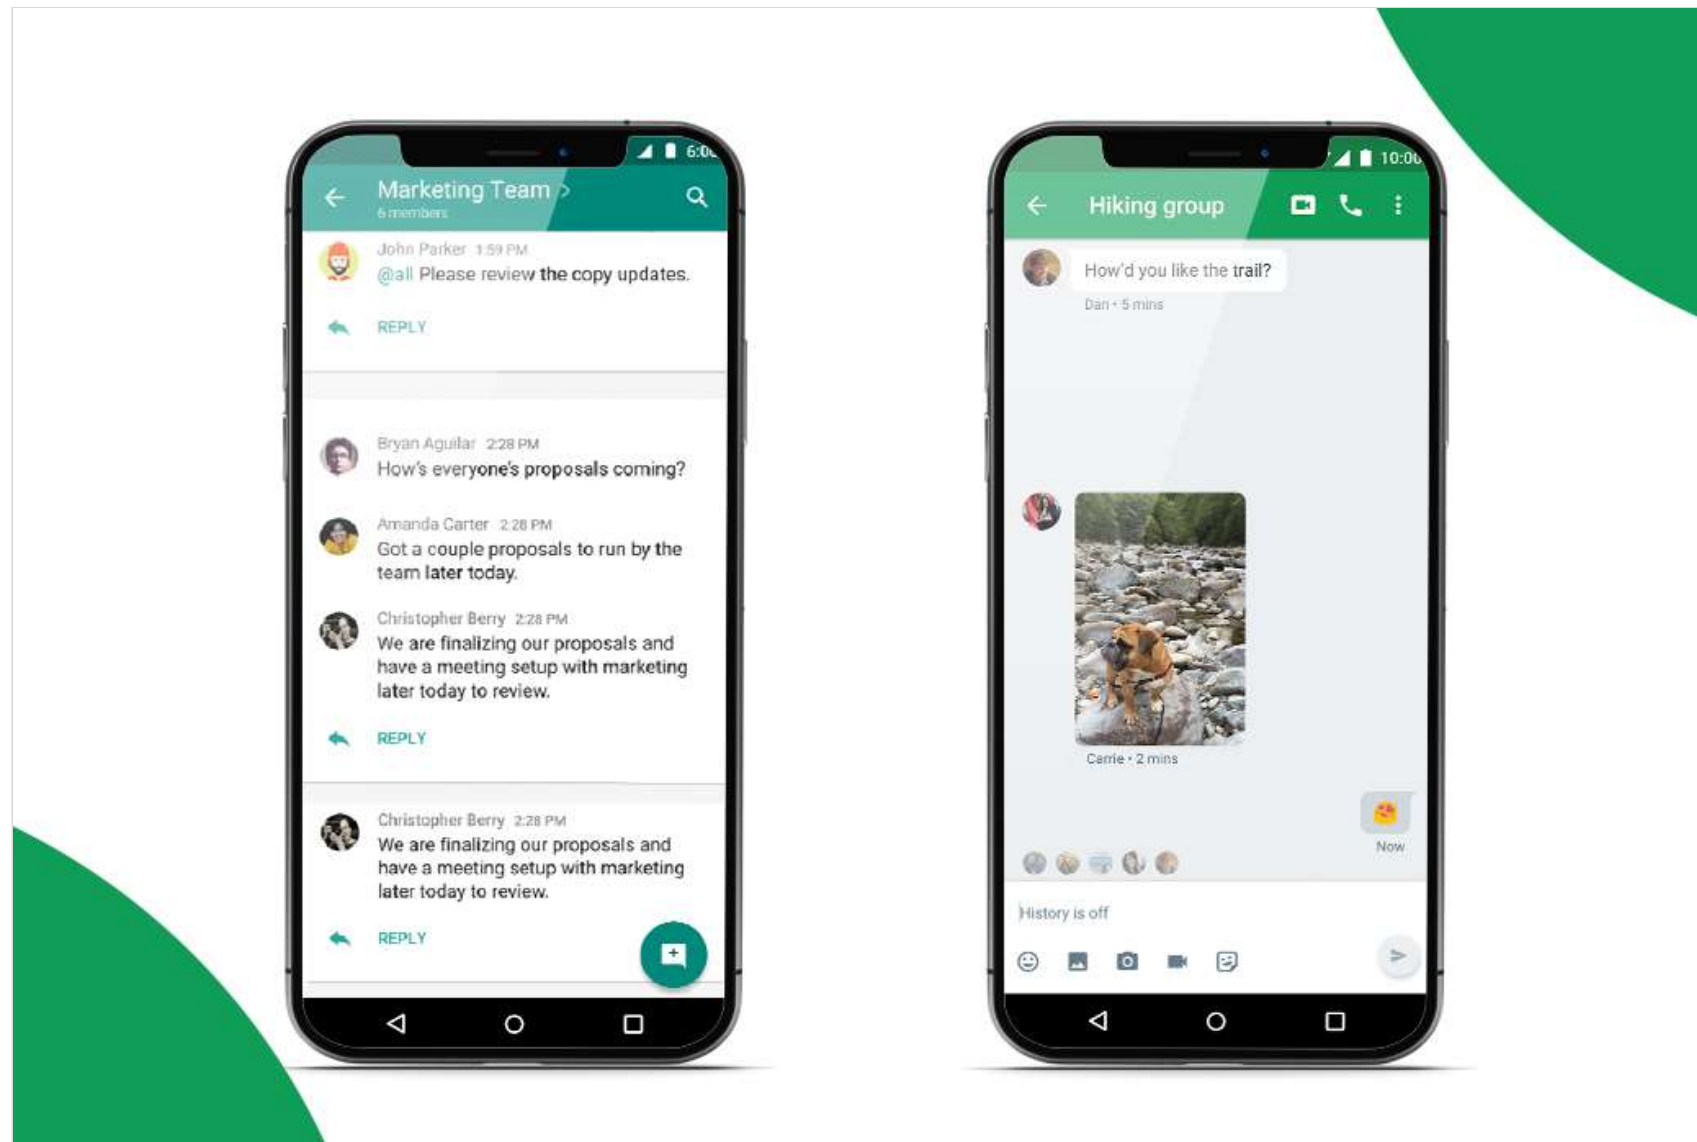 6:00
Marketing Team >
6 members
John Parker 1:59 PM
@all Please review the copy updates.
REPLY
Bryan Aguilar 2:28 PM
How's everyone's proposals coming?
Amanda Carter 2:28 PM
Got a couple proposals to run by the
team later today.
Christopher Berry 2:28 PM
We are finalizing our proposals and
have a meeting setup with marketing
later today to review.
REPLY
Christopher Berry 2:28 PM
We are finalizing our proposals and
have a meeting setup with marketing
later today to review.
REPLY
10:00
Hiking group
How'd you like the trail?
Dan • 5 mins
Carrie • 2 mins
Now
History is off